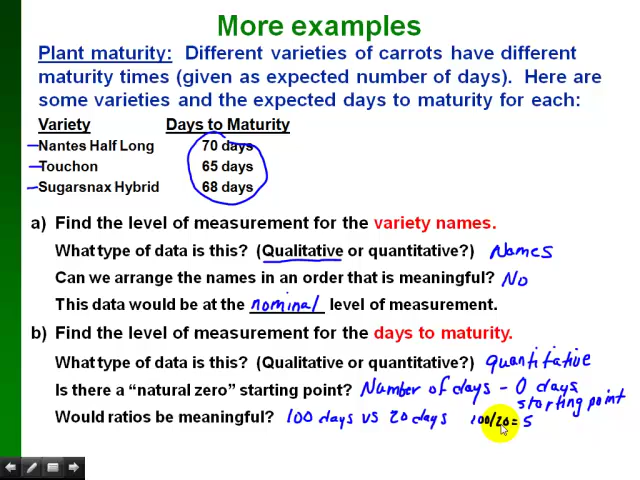 More examples
Plant maturity: Different varieties of carrots have different
maturity times (given as expected number of days). Here are
some varieties and the expected days to maturity for each:
Variety Days to Maturity
Nantes Half Long 70 days
Touchon 65 days
Sugarsnax Hybrid 68 days
a) Find the level of measurement for the variety names.
What type of data is this? (Qualitative or quantitative?) Names
Can we arrange the names in an order that is meaningful? No
This data would be at the nominal level of measurement.
b) Find the level of measurement for the days to maturity.
What type of data is this? (Qualitative or quantitative?) quantitative
Is there a “natural zero” starting point? Number of days - 0 days
starting point
Would ratios be meaningful? 100 days vs 20 days 100/20 = 5